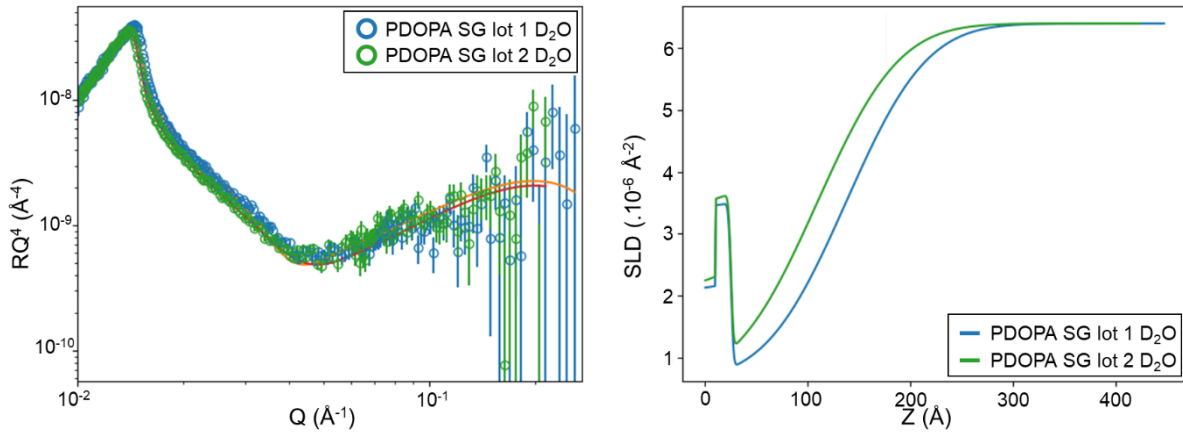 PDOPA SG lot 1 D₂O
PDOPA SG lot 2 D₂O
RQ⁴ (Å⁻⁴)
10⁻⁸
10⁻⁹
10⁻¹⁰
10⁻²
10⁻¹
Q (Å⁻¹)
SLD (.10⁻⁶ Å⁻²)
6
5
4
3
2
1
0
100
200
300
400
Z (Å)
PDOPA SG lot 1 D₂O
PDOPA SG lot 2 D₂O